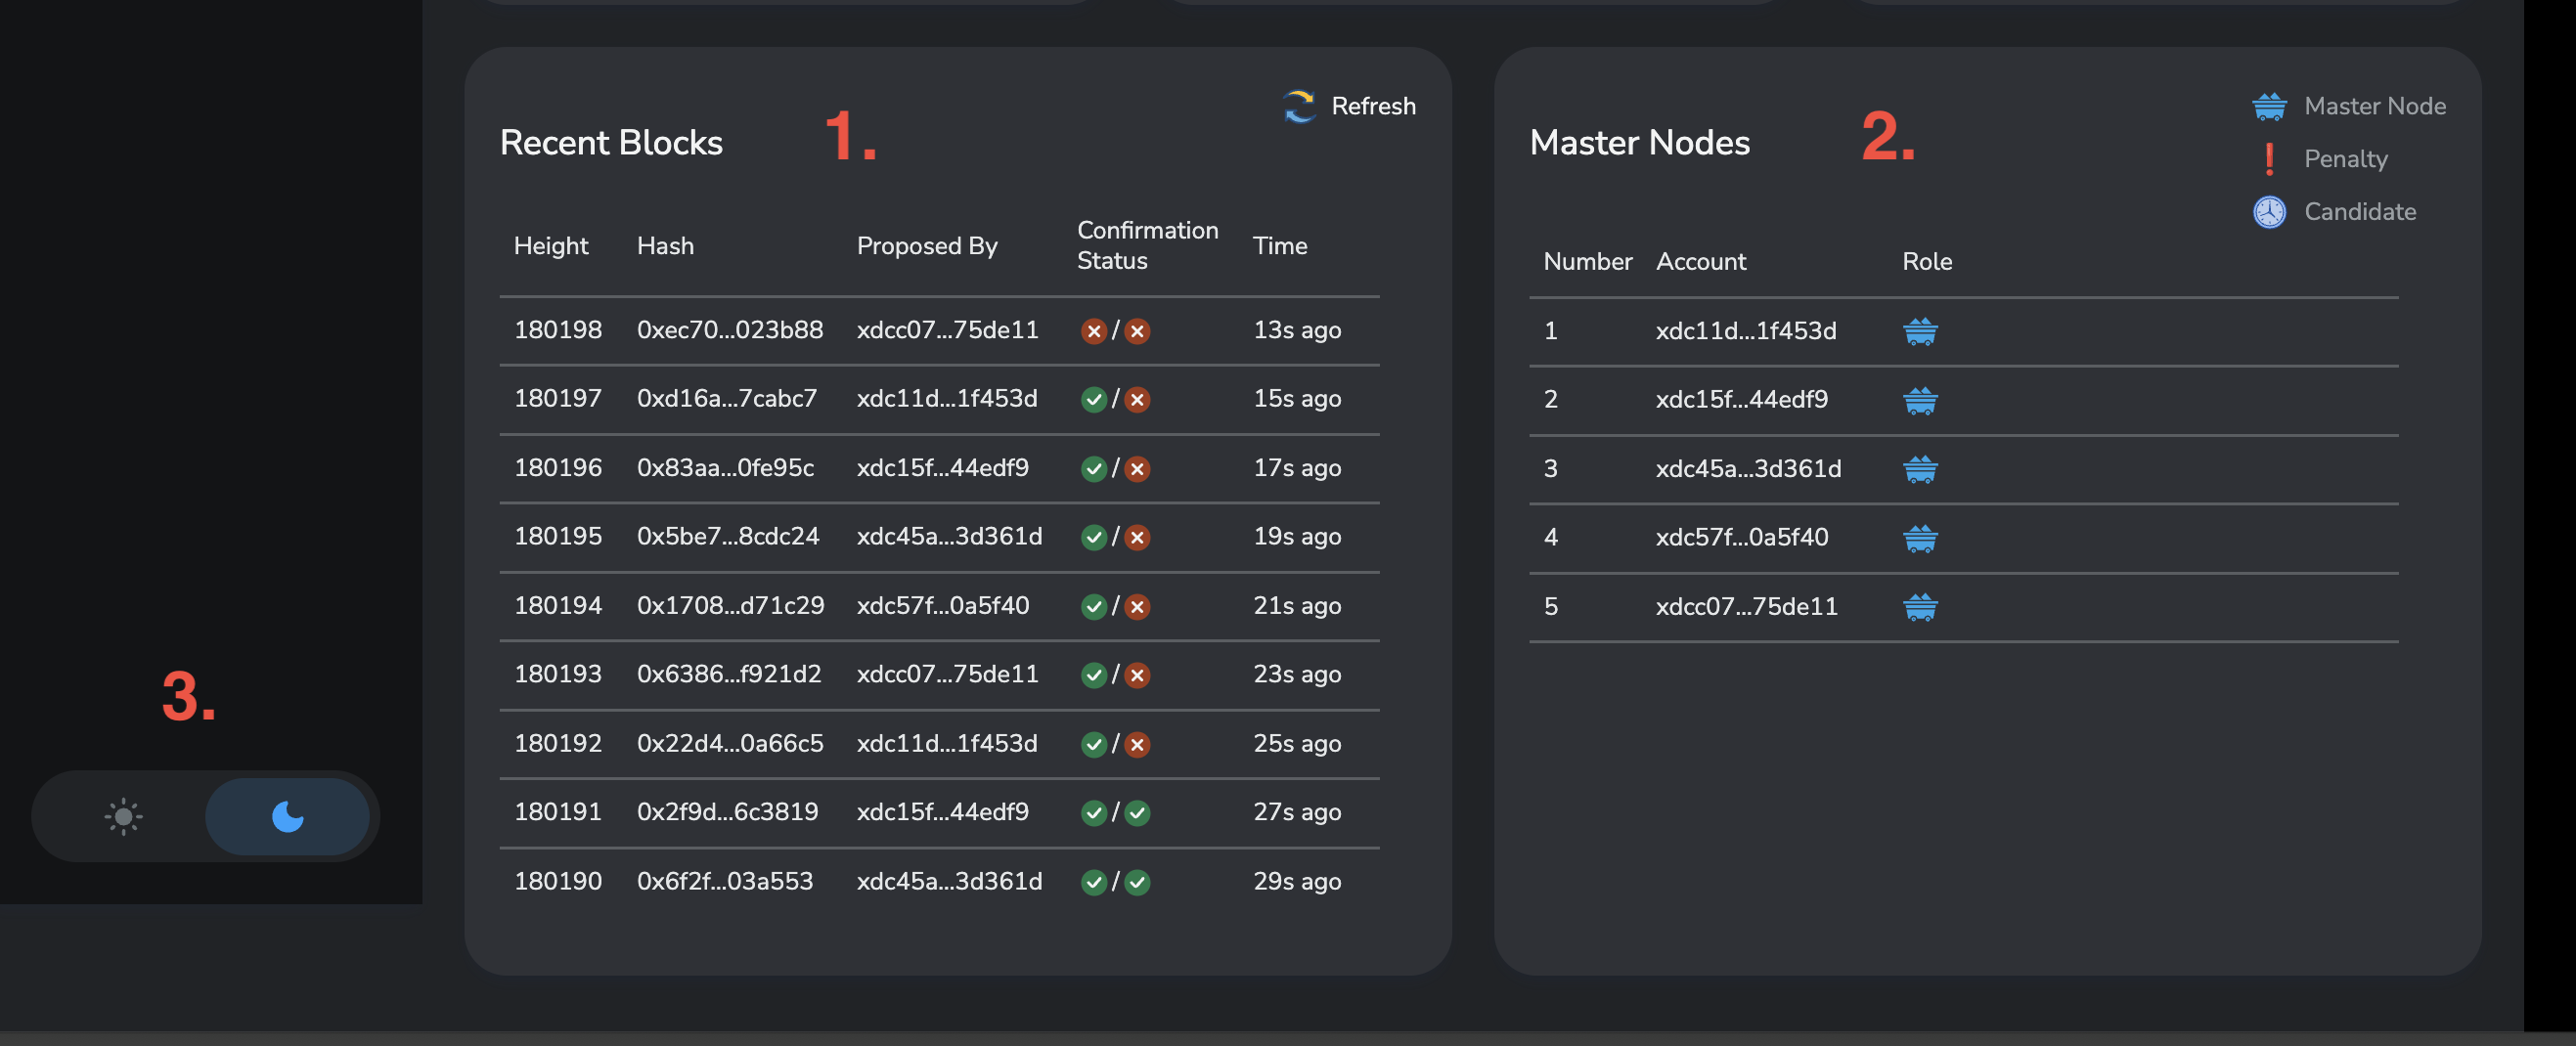 Recent Blocks
1.
Refresh
Height Hash Proposed By Confirmation Status Time
180198 0xec70...023b88 xdcc07...75de11 / 13s ago
180197 0xd16a...7cabc7 xdc11d...1f453d / 15s ago
180196 0x83aa...0fe95c xdc15f...44edf9 / 17s ago
180195 0x5be7...8cdc24 xdc45a...3d361d / 19s ago
180194 0x1708...d71c29 xdc57f...0a5f40 / 21s ago
180193 0x6386...f921d2 xdcc07...75de11 / 23s ago
180192 0x22d4...0a66c5 xdc11d...1f453d / 25s ago
180191 0x2f9d...6c3819 xdc15f...44edf9 / 27s ago
180190 0x6f2f...03a553 xdc45a...3d361d / 29s ago
Master Nodes
2.
Master Node
Penalty
Candidate
Number Account Role
1 xdc11d...1f453d
2 xdc15f...44edf9
3 xdc45a...3d361d
4 xdc57f...0a5f40
5 xdcc07...75de11
3.